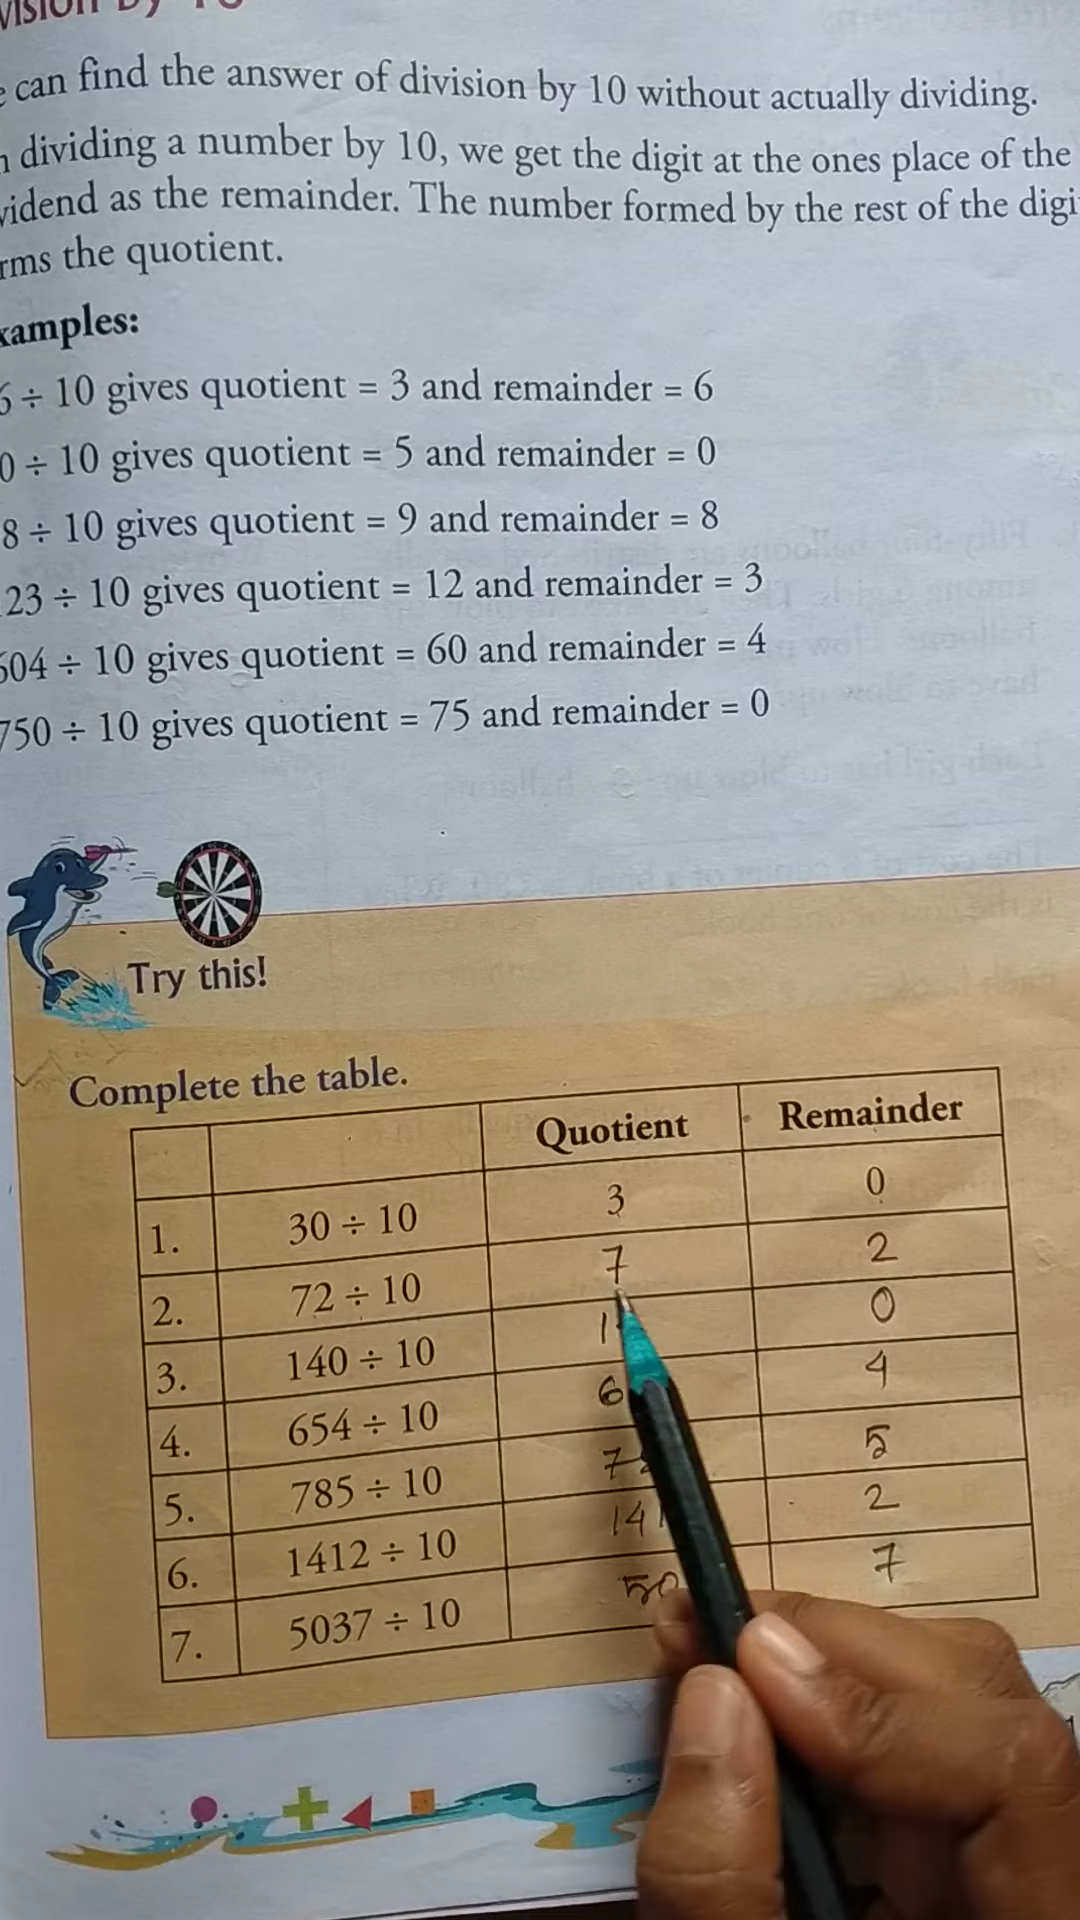 can find the answer of division by 10 without actually dividing.
dividing a number by 10, we get the digit at the ones place of the
as the remainder. The number formed by the rest of the
the quotient.
÷ 10 gives quotient = 3 and remainder = 6
÷ 10 gives quotient = 5 and remainder = 0
8 ÷ 10 gives quotient = 9 and remainder = 8
23 ÷ 10 gives quotient = 12 and remainder = 3
604 ÷ 10 gives quotient = 60 and remainder = 4
750 ÷ 10 gives quotient = 75 and remainder = 0
Try this!
Complete the table.
Quotient Remainder
1. 30 ÷ 10 3 0
2. 72 ÷ 10 7 2
3. 140 ÷ 10 0
4. 654 ÷ 10 4
5. 785 ÷ 10 5
6. 1412 ÷ 10 141 2
7. 5037 ÷ 10 7